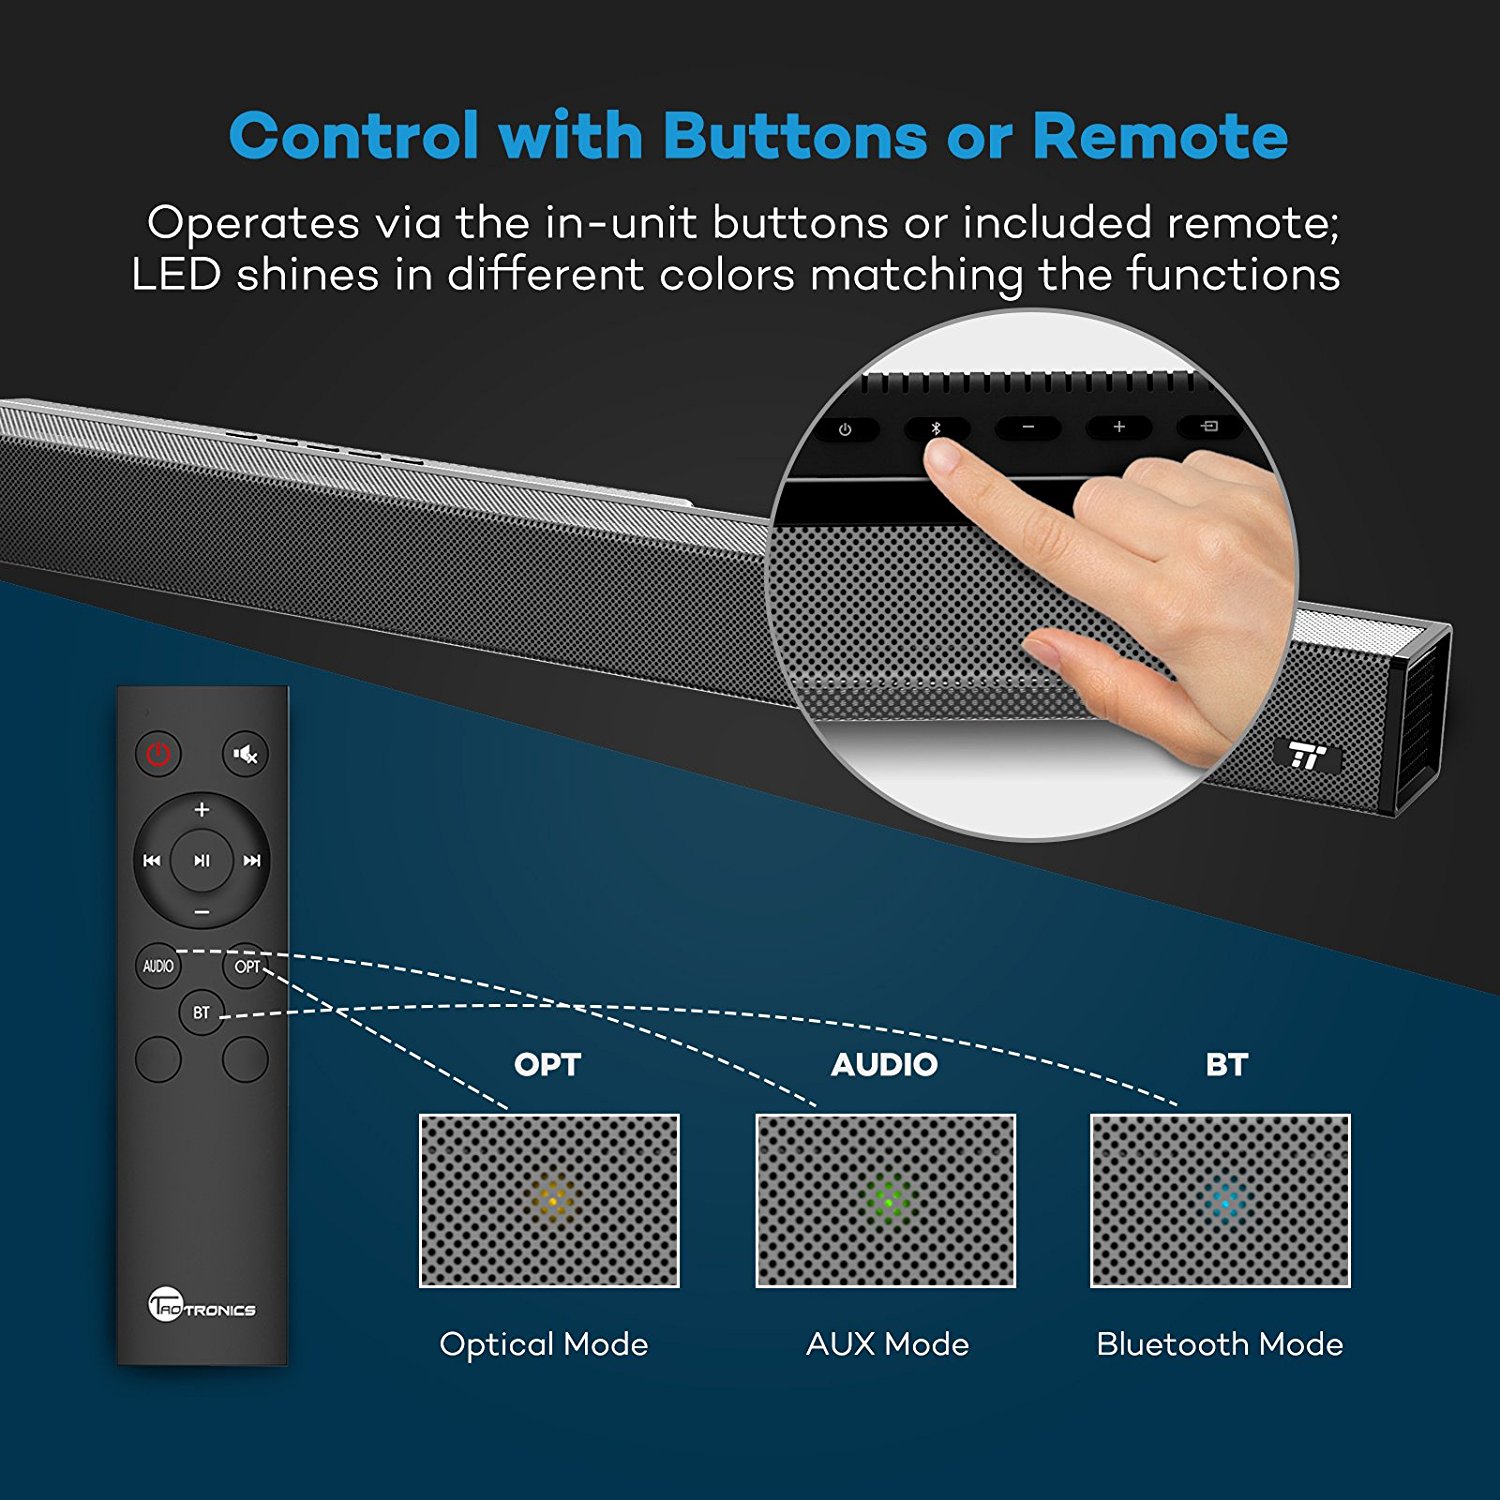 Control with Buttons or Remote
Operates via the in-unit buttons or included remote;
LED shines in different colors matching the functions
AUDIO
OPT
BT
OPT
AUDIO
BT
TAOTRONICS
Optical Mode
AUX Mode
Bluetooth Mode